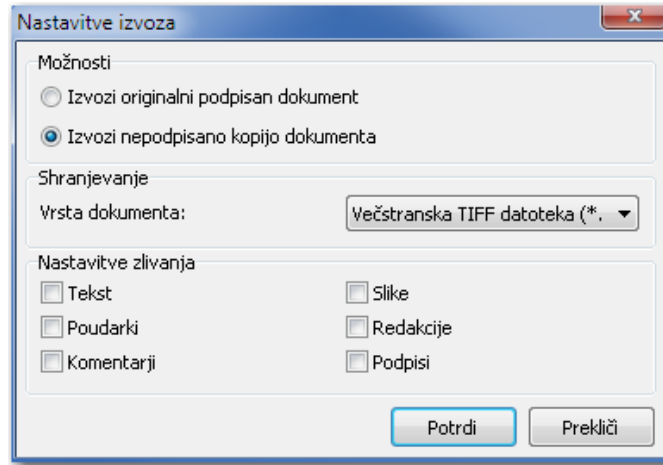 Nastavitve izvoza
Možnosti
Izvozi originalni podpisan dokument
Izvozi nepodpisano kopijo dokumenta
Shranjevanje
Vrsta dokumenta: Večstranska TIFF datoteka (*.
Nastavitve zlivanja
Tekst Slike
Poudarki Redakcije
Komentarji Podpisi
Potrdi Prekliči